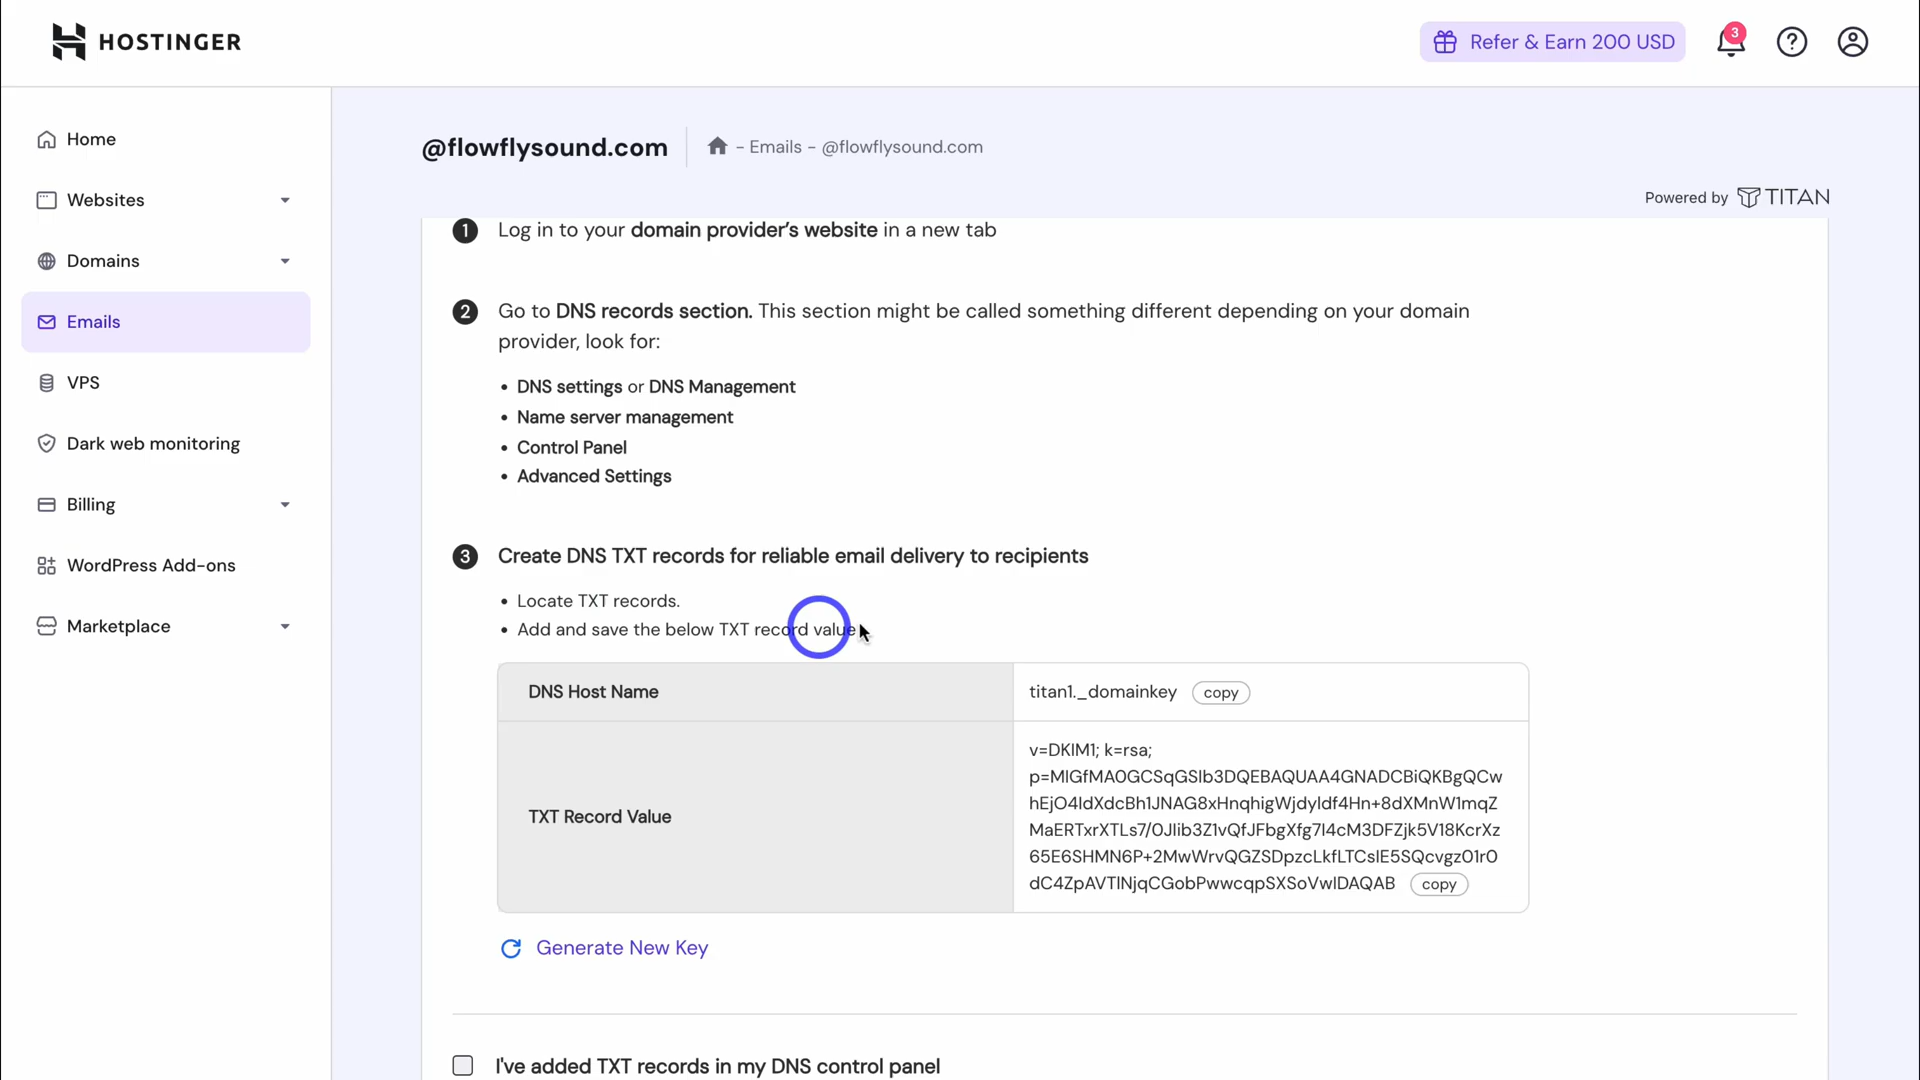 HOSTINGER
Refer & Earn 200 USD
3
Home
Websites
Domains
Emails
VPS
Dark web monitoring
Billing
WordPress Add-ons
Marketplace
@flowflysound.com
- Emails - @flowflysound.com
Powered by TITAN
1 Log in to your domain provider's website in a new tab
2 Go to DNS records section. This section might be called something different depending on your domain
provider, look for:
• DNS settings or DNS Management
• Name server management
• Control Panel
• Advanced Settings
3 Create DNS TXT records for reliable email delivery to recipients
• Locate TXT records.
• Add and save the below TXT record value
DNS Host Name
titan1._domainkey copy
TXT Record Value
v=DKIM1; k=rsa;
p=MIGfMA0GCSqGSIb3DQEBAQUAA4GNADCBiQKBgQCw
hEjO4IdXdcBh1JNAG8xHnqhigWjdyldf4Hn+8dXMnW1mqZ
MaERTxrXTLs7/0JIib3Z1vQfJFbgXfg7I4cM3DFZjk5V18KcrXz
65E6SHMN6P+2MwWrvQGZSDpzcLkfLTCsIE5SQcvgz01r0
dC4ZpAVTINjqCGobPwwcqpSXSoVwIDAQAB copy
Generate New Key
I've added TXT records in my DNS control panel